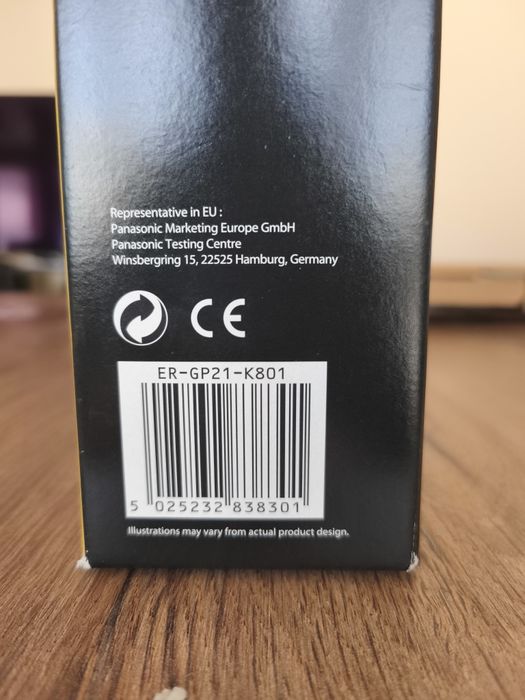 Representative in EU :
Panasonic Marketing Europe GmbH
Panasonic Testing Centre
Winsbergring 15, 22525 Hamburg, Germany
CE
ER-GP21-K801
5 025232 838301
Illustrations may vary from actual product design.